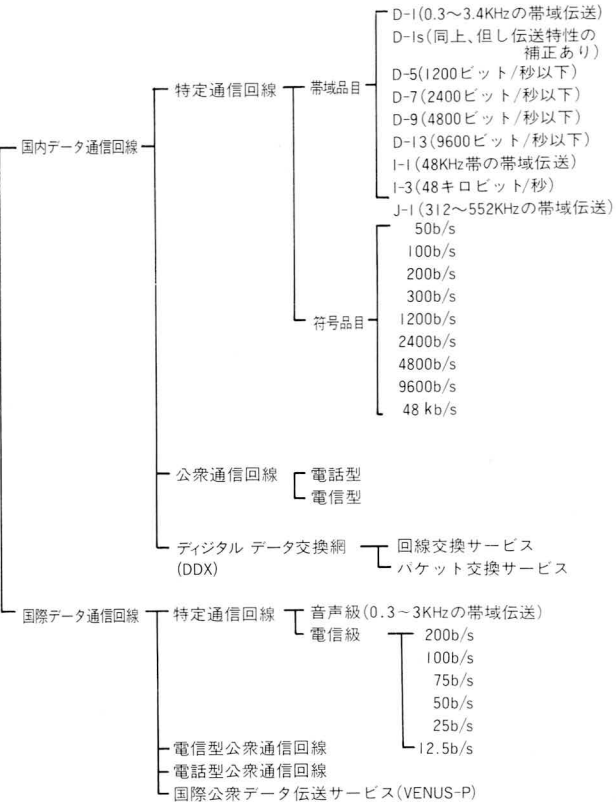 D-1(0.3～3.4KHzの帯域伝送)
D-1s(同上、但し伝送特性の
補正あり)
特定通信回線
帯域品目
D-5(1200ビット/秒以下)
D-7(2400ビット/秒以下)
D-9(4800ビット/秒以下)
D-13(9600ビット/秒以下)
国内データ通信回線
I-1(48KHz帯の帯域伝送)
I-3(48キロビット/秒)
J-1(312～552KHzの帯域伝送)
50b/s
100b/s
200b/s
300b/s
符号品目
1200b/s
2400b/s
4800b/s
9600b/s
48 kb/s
公衆通信回線
電話型
電信型
ディジタル データ交換網
(DDX)
回線交換サービス
パケット交換サービス
国際データ通信回線
特定通信回線
音声級(0.3～3KHzの帯域伝送)
電信級
200b/s
100b/s
75b/s
50b/s
25b/s
12.5b/s
電信型公衆通信回線
電話型公衆通信回線
国際公衆データ伝送サービス(VENUS-P)